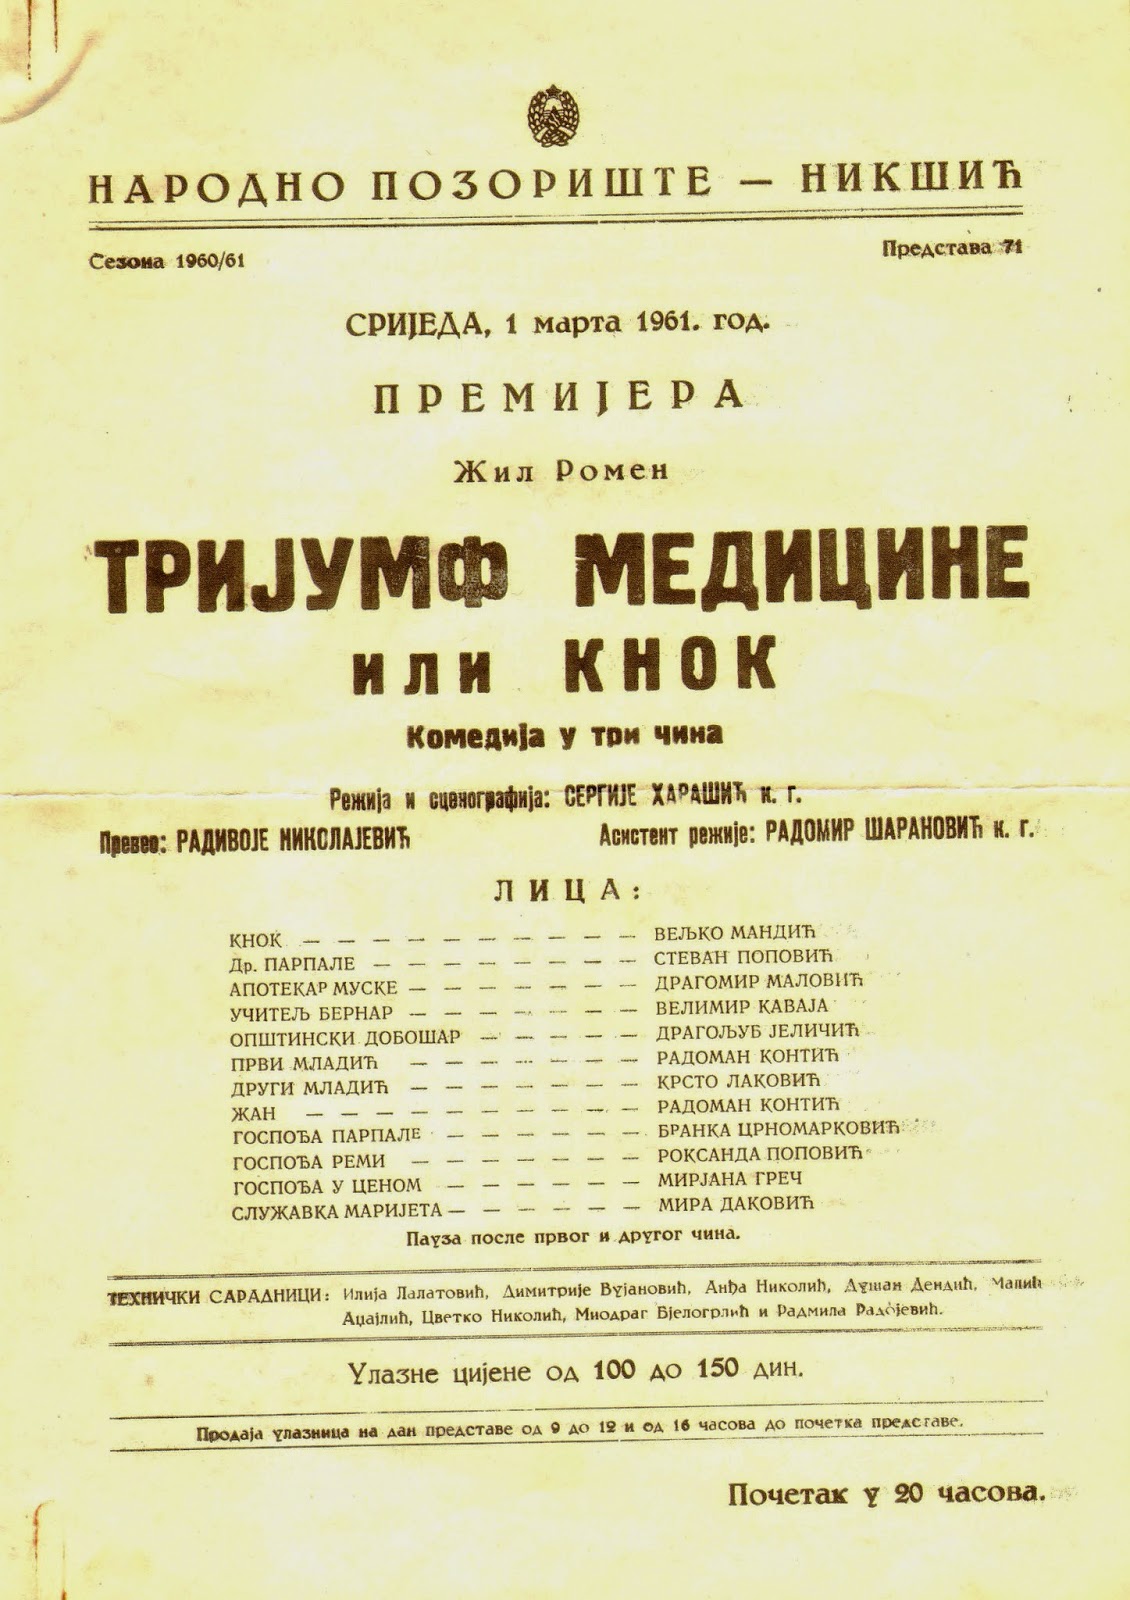 НАРОДНО ПОЗОРИШТЕ — НИКШИЋ
Сезона 1960/61
Представа 71
СРИЈЕДА, 1 марта 1961. год.
ПРЕМИЈЕРА
Жил Ромен
ТРИЈУМФ МЕДИЦИНЕ
или КНОК
Комедија у три чина
Режија и сценографија: СЕРГИЈЕ ХАРАШИЋ к. г.
Превео: РАДИВОЈЕ НИКОЛАЈЕВИЋ Асистент режије: РАДОМИР ШАРАНОВИЋ к. г.
ЛИЦА:
КНОК — — — — — — — — — — ВЕЉКО МАНДИЋ
Др. ПАРПАЛЕ — — — — — — — — СТЕВАН ПОПОВИЋ
АПОТЕКАР МУСКЕ — — — — — — — ДРАГОМИР МАЛОВИЋ
УЧИТЕЉ БЕРНАР — — — — — — — ВЕЛИМИР КАВАЈА
ОПШТИНСКИ ДОБОШАР — — — — — ДРАГОЉУБ ЈЕЛИЧИЋ
ПРВИ МЛАДИЋ — — — — — — — РАДОМАН КОНТИЋ
ДРУГИ МЛАДИЋ — — — — — — — КРСТО ЛАКОВИЋ
ЖАН — — — — — — — — — — РАДОМАН КОНТИЋ
ГОСПОЂА ПАРПАЛЕ — — — — — — БРАНКА ЦРНОМАРКОВИЋ
ГОСПОЂА РЕМИ — — — — — — — РОКСАНДА ПОПОВИЋ
ГОСПОЂА У ЦРНОМ — — — — — — МИРЈАНА ГРЕЧ
СЛУЖАВКА МАРИЈЕТА — — — — — — МИРА ДАКОВИЋ
Пауза после првог и другог чина.
ТЕХНИЧКИ САРАДНИЦИ: Илија Лалатовић, Димитрије Вујановић, Анђа Николић, Душан Дендић, Малић
Аџајлић, Цветко Николић, Миодраг Бјелогрлић и Радмила Радојевић.
Улазне цијене од 100 до 150 дин.
Продаја улазница на дан представе од 9 до 12 и од 16 часова до почетка представе.
Почетак у 20 часова.